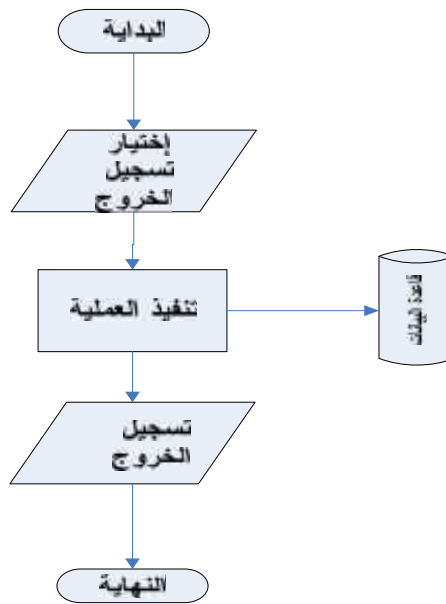 البداية
إختيار
تسجيل
الخروج
تنفيذ العملية
قاعدة البيانات
تسجيل
الخروج
النهاية